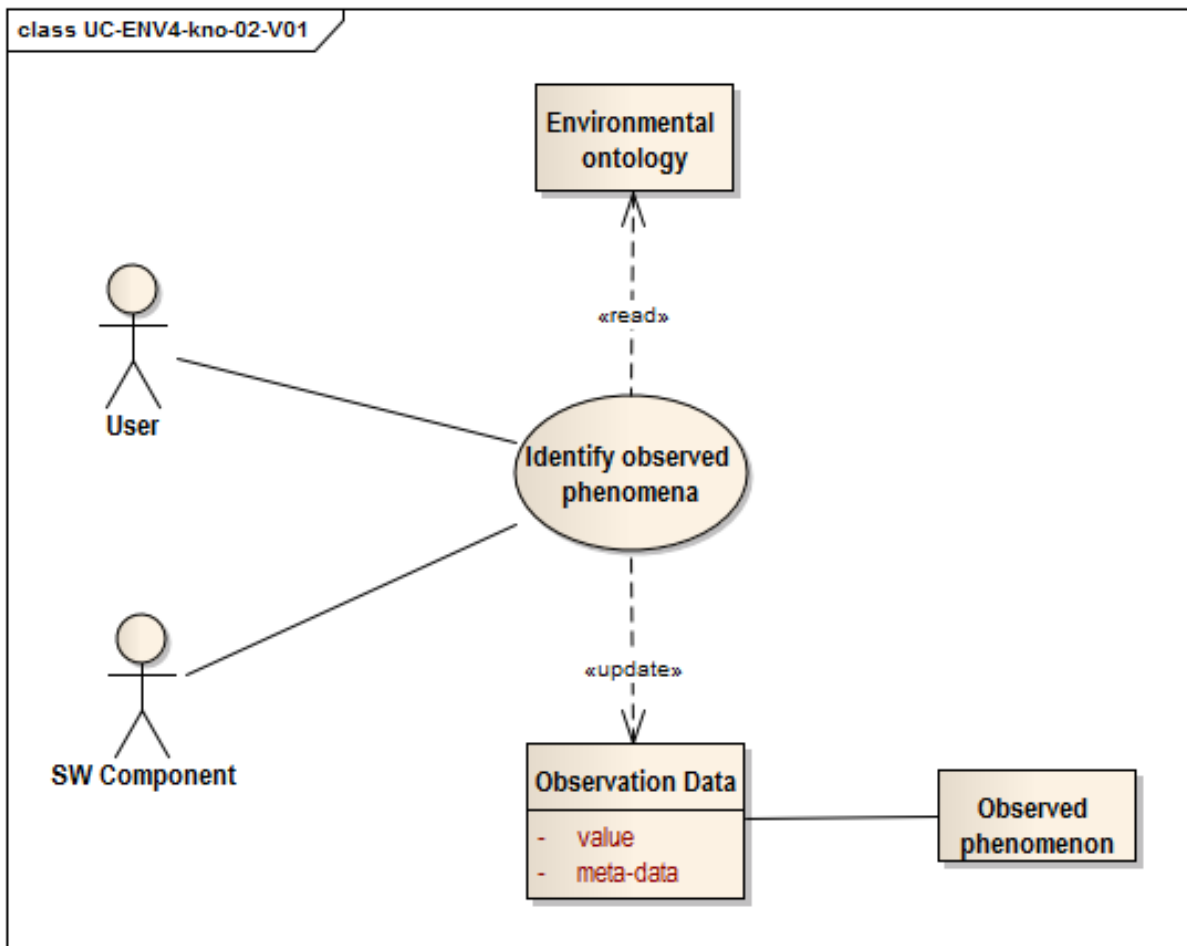 class UC-ENV4-kno-02-V01
Environmental
ontology
«read»
User
Identify observed
phenomena
SW Component
«update»
Observation Data
- value
- meta-data
Observed
phenomenon